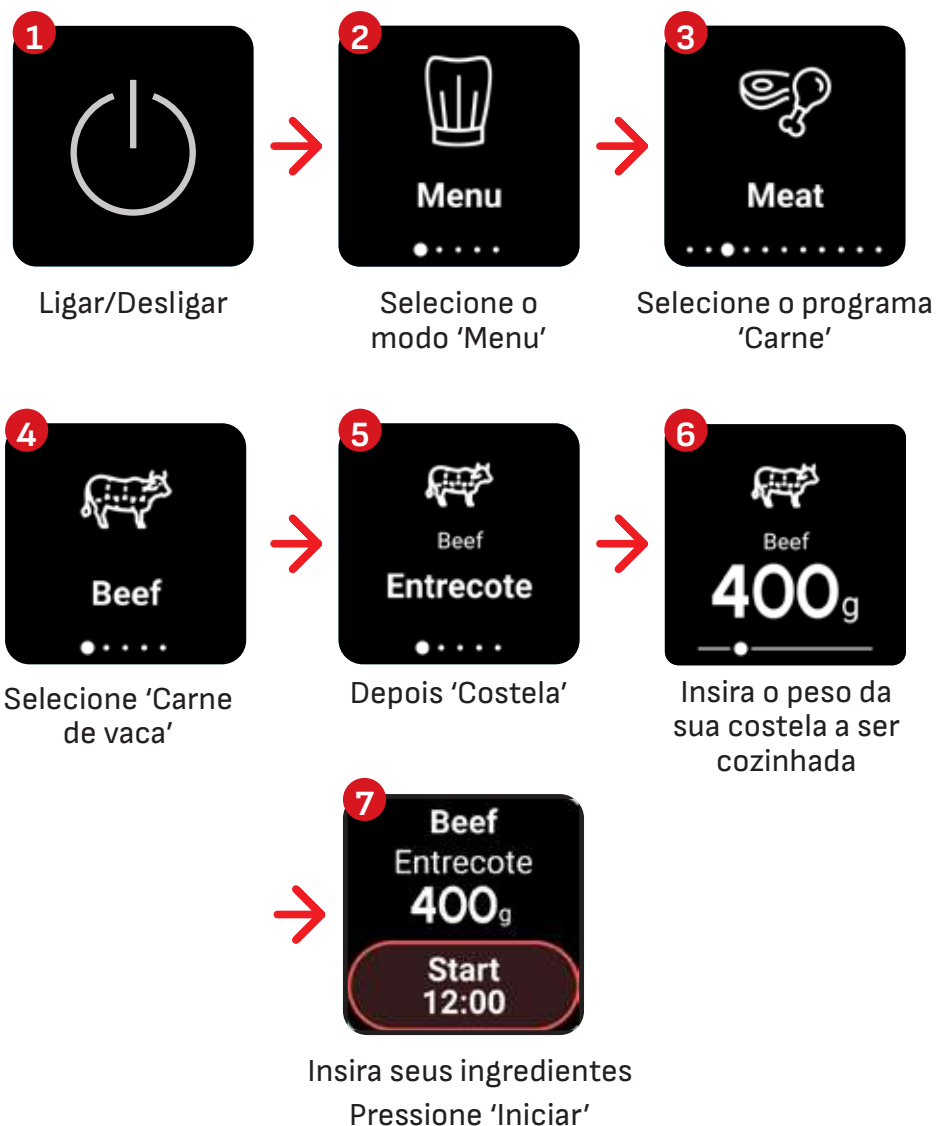 1
2
Menu
3
Meat
Ligar/Desligar
Selecione o
modo ‘Menu’
Selecione o programa
‘Carne’
4
Beef
5
Beef
Entrecote
6
Beef
400g
Selecione ‘Carne
de vaca’
Depois ‘Costela’
Insira o peso da
sua costela a ser
cozinhada
7
Beef
Entrecote
400g
Start
12:00
Insira seus ingredientes
Pressione ‘Iniciar’